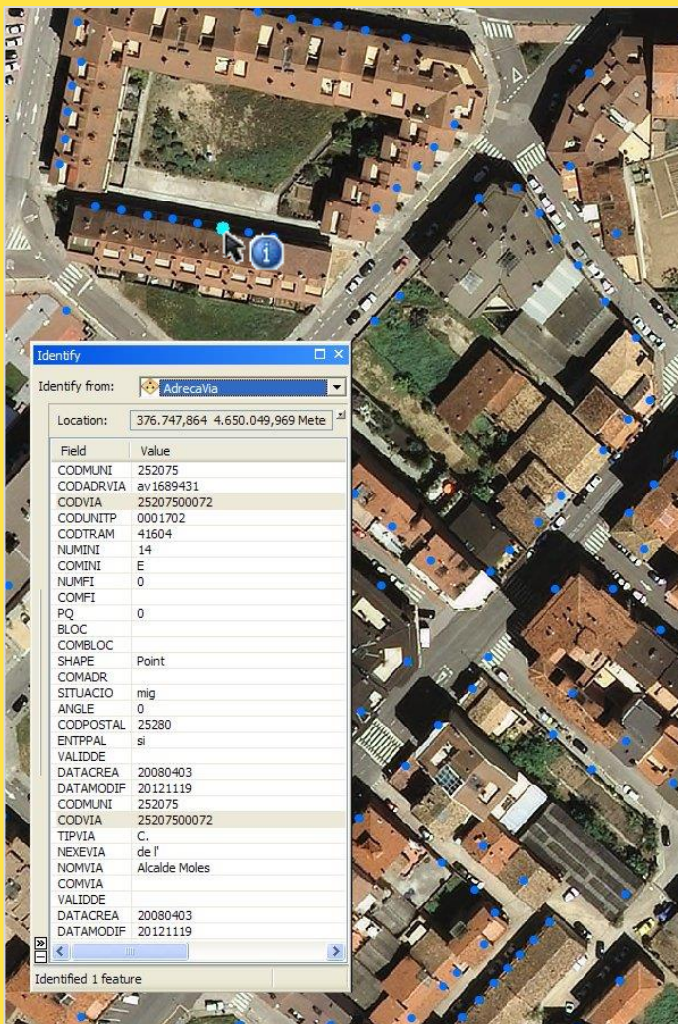 Identify
Identify from: AdrecaVia
Location: 376.747,864 4.650.049,969 Mete
Field Value
CODMUNI 252075
CODADRVIA av1689431
CODVIA 25207500072
CODUNITP 0001702
CODTRAM 41604
NUMINI 14
COMINI E
NUMFI 0
COMFI
PQ 0
BLOC
COMBLOC
SHAPE Point
COMADR
SITUACIO mig
ANGLE 0
CODPOSTAL 25280
ENTPPAL si
VALIDDE
DATACREA 20080403
DATAMODIF 20121119
CODMUNI 252075
CODVIA 25207500072
TIPVIA C.
NEXEVIA de l'
NOMVIA Alcalde Moles
COMVIA
VALIDDE
DATACREA 20080403
DATAMODIF 20121119
Identified 1 feature